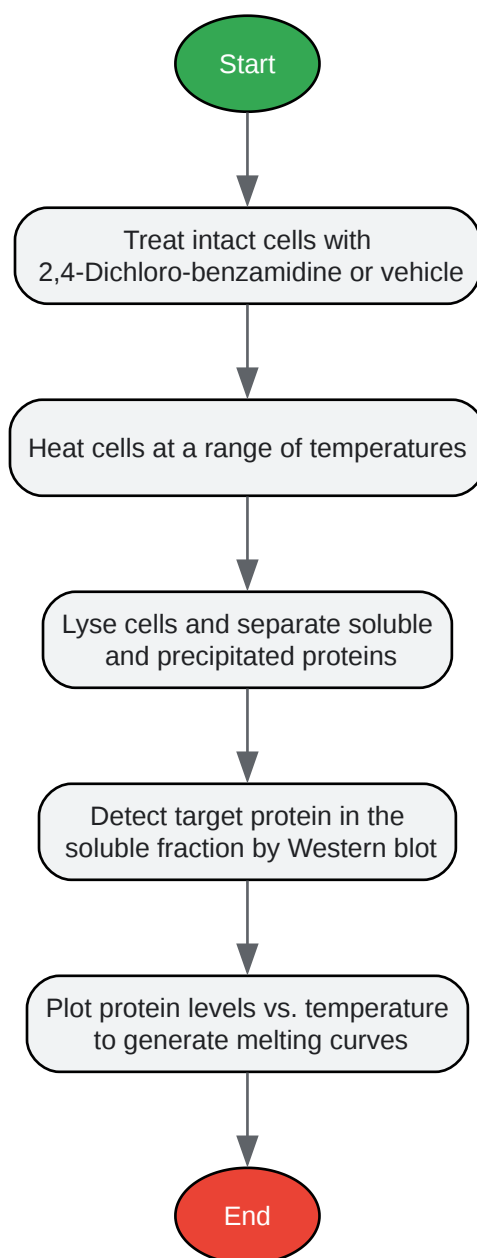 Start
Treat intact cells with
2,4-Dichloro-benzamidine or vehicle
Heat cells at a range of temperatures
Lyse cells and separate soluble
and precipitated proteins
Detect target protein in the
soluble fraction by Western blot
Plot protein levels vs. temperature
to generate melting curves
End